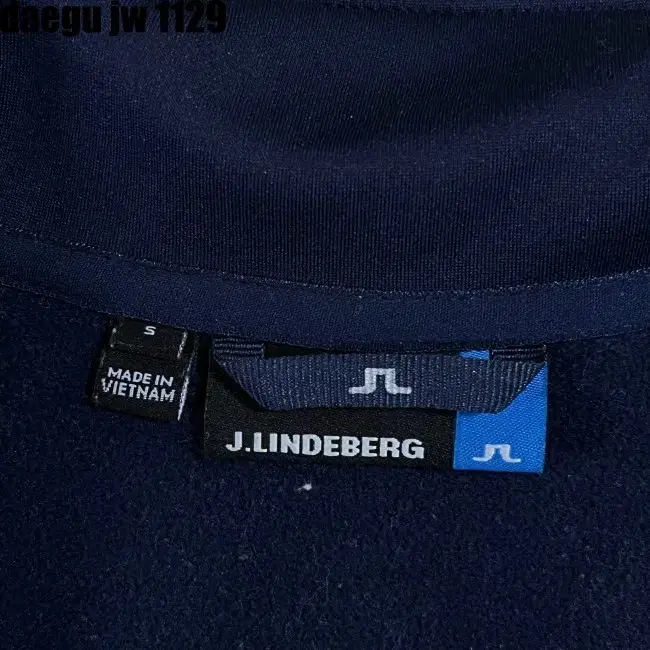 daegu jw 1129
S
MADE IN
VIETNAM
J.LINDEBERG